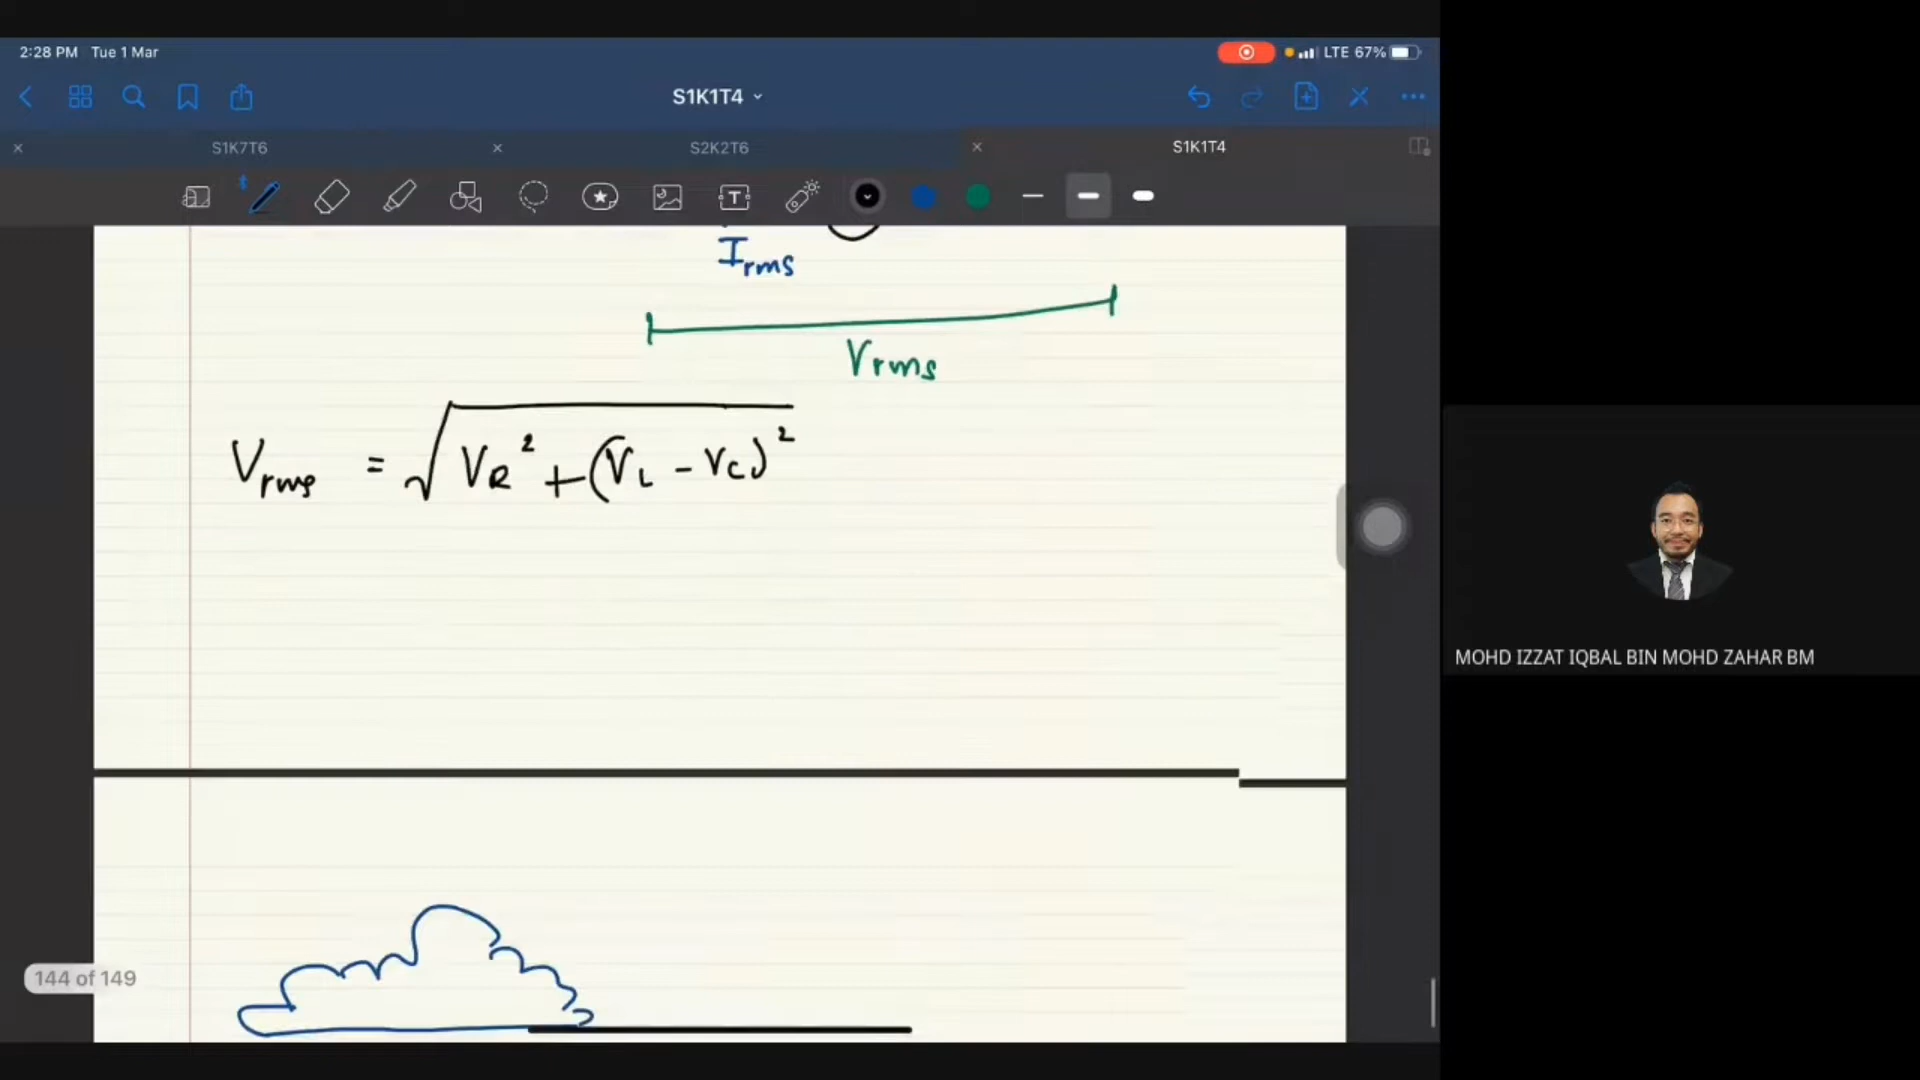 2:28 PM Tue 1 Mar
LTE 67%
S1K1T4
S1K7T6
S2K2T6
S1K1T4
T
Irms
Vrms
Vrms = √VR² + (VL - VC)²
MOHD IZZAT IQBAL BIN MOHD ZAHAR BM
144 of 149